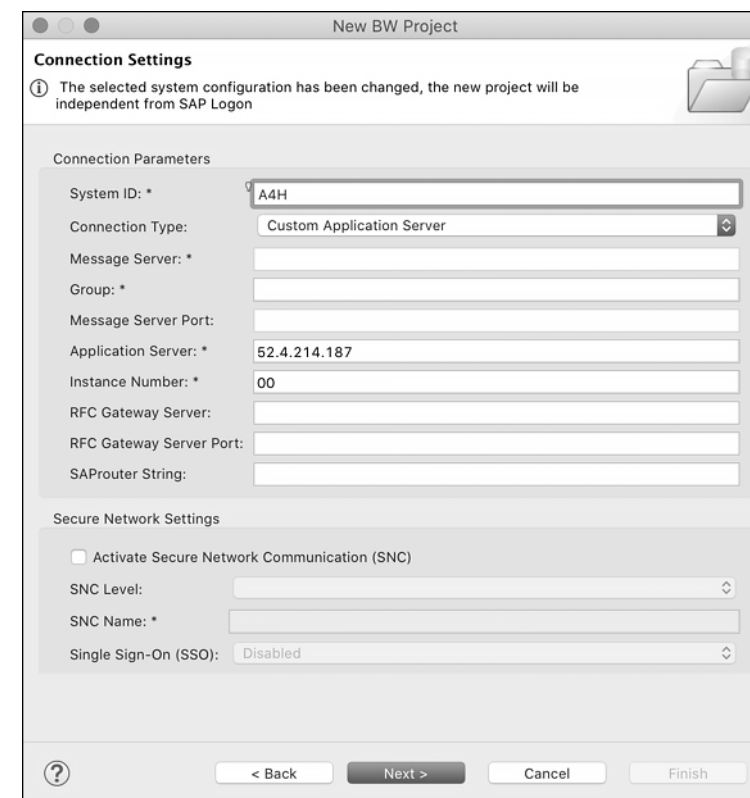 New BW Project
Connection Settings
The selected system configuration has been changed, the new project will be
independent from SAP Logon
Connection Parameters
System ID: * A4H
Connection Type: Custom Application Server
Message Server: *
Group: *
Message Server Port:
Application Server: * 52.4.214.187
Instance Number: * 00
RFC Gateway Server:
RFC Gateway Server Port:
SAProuter String:
Secure Network Settings
Activate Secure Network Communication (SNC)
SNC Level:
SNC Name: *
Single Sign-On (SSO): Disabled
? < Back Next > Cancel Finish